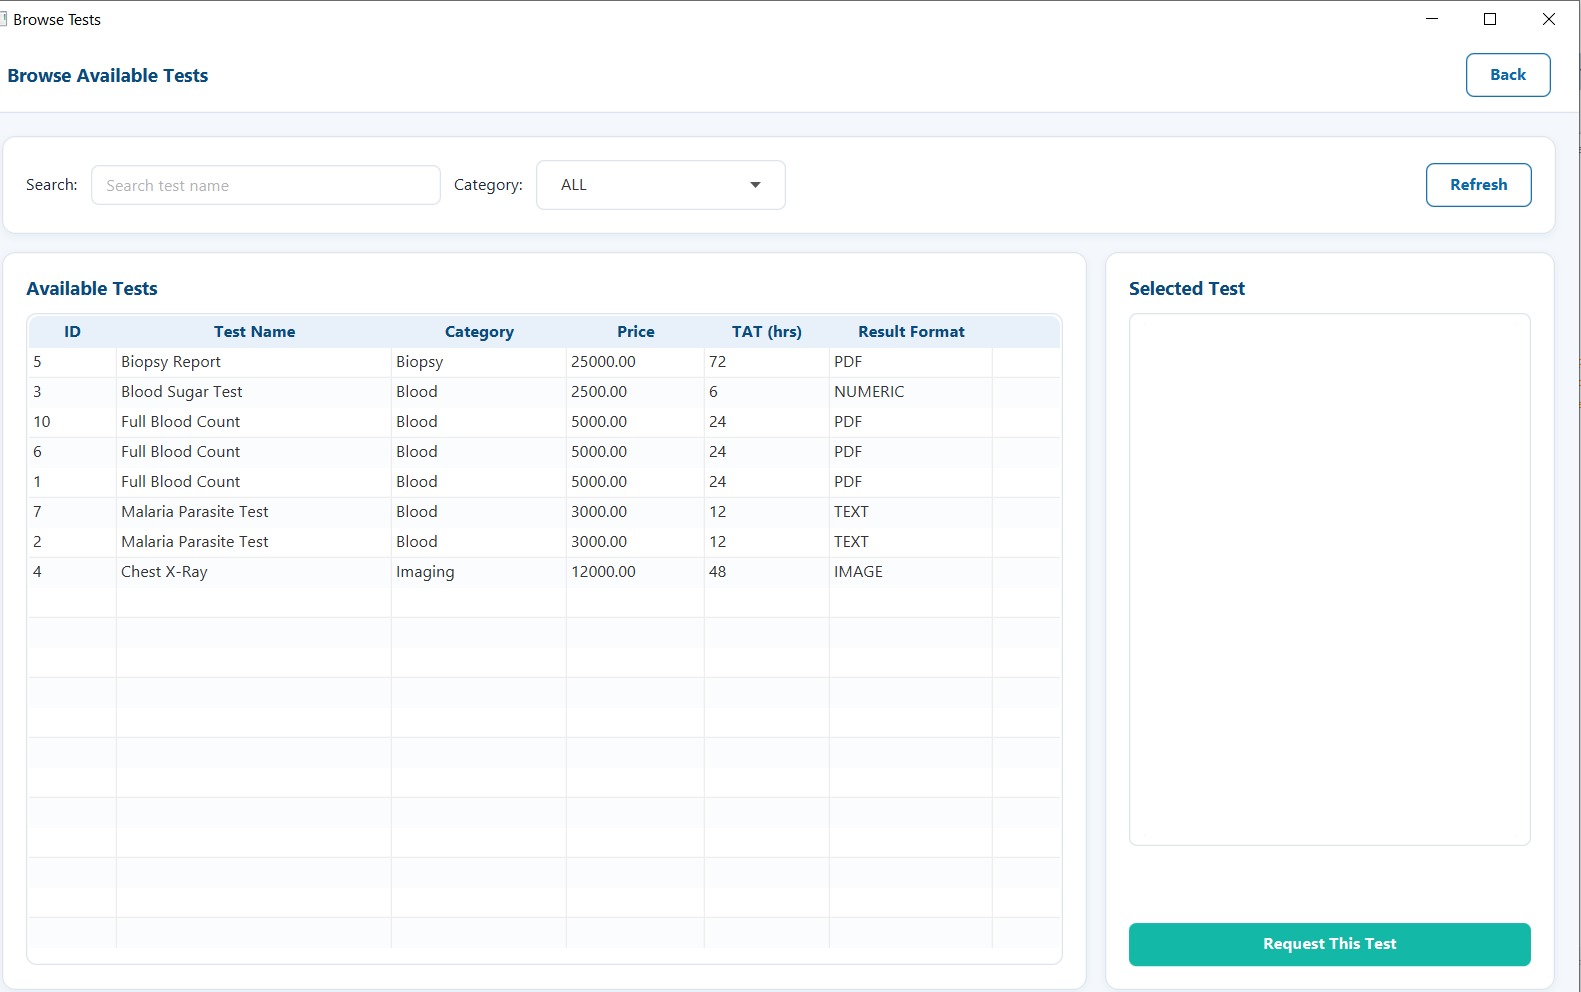 Browse Tests
Browse Available Tests
Back
Search: Search test name Category: ALL Refresh
Available Tests
ID Test Name Category Price TAT (hrs) Result Format
5 Biopsy Report Biopsy 25000.00 72 PDF
3 Blood Sugar Test Blood 2500.00 6 NUMERIC
10 Full Blood Count Blood 5000.00 24 PDF
6 Full Blood Count Blood 5000.00 24 PDF
1 Full Blood Count Blood 5000.00 24 PDF
7 Malaria Parasite Test Blood 3000.00 12 TEXT
2 Malaria Parasite Test Blood 3000.00 12 TEXT
4 Chest X-Ray Imaging 12000.00 48 IMAGE
Selected Test
Request This Test